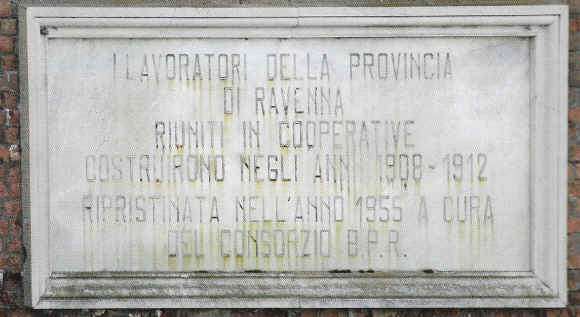 I LAVORATORI DELLA PROVINCIA
DI RAVENNA
RIUNITI IN COOPERATIVE
COSTRUIRONO NEGLI ANNI 1908-1912
RIPRISTINATA NELL'ANNO 1955 A CURA
DEL CONSORZIO B.P.R.